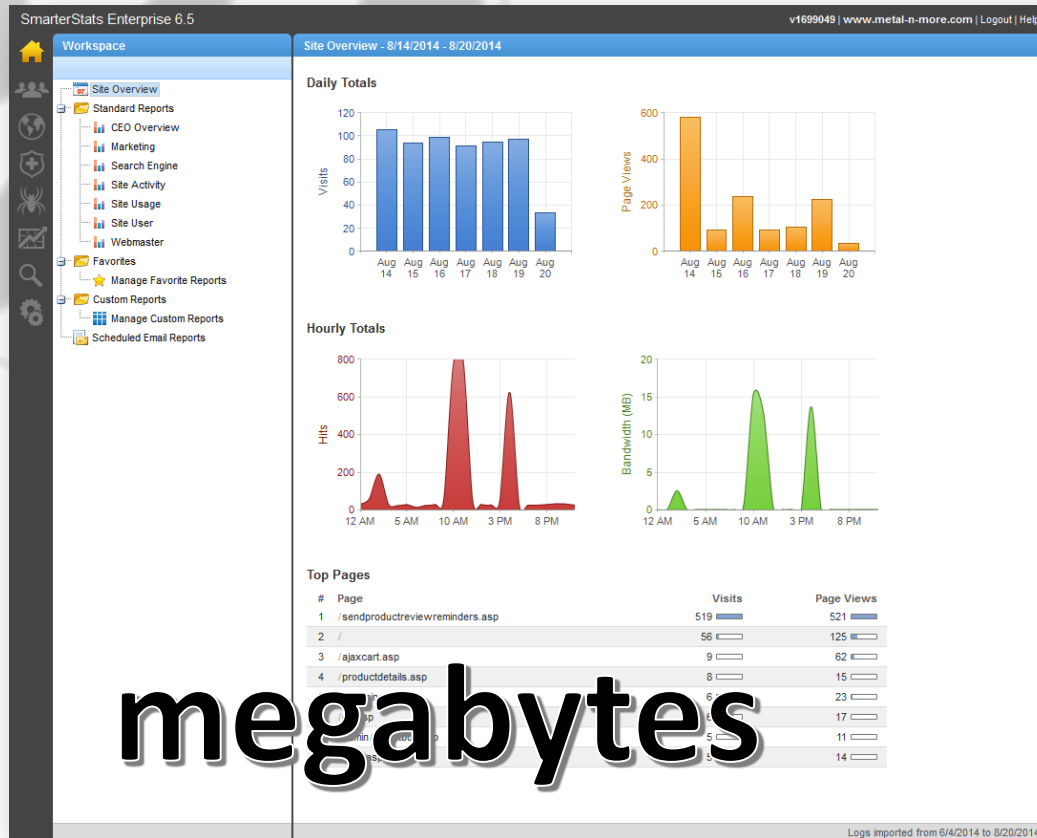 SmarterStats Enterprise 6.5
v1699049 | www.metal-n-more.com | Logout | Help
Workspace
Site Overview - 8/14/2014 - 8/20/2014
Site Overview
Standard Reports
CEO Overview
Marketing
Search Engine
Site Activity
Site Usage
Site User
Webmaster
Favorites
Manage Favorite Reports
Custom Reports
Manage Custom Reports
Scheduled Email Reports
Daily Totals
Visits
120
100
80
60
40
20
0
Aug 14 Aug 15 Aug 16 Aug 17 Aug 18 Aug 19 Aug 20
Page Views
600
400
200
0
Aug 14 Aug 15 Aug 16 Aug 17 Aug 18 Aug 19 Aug 20
Hourly Totals
Hits
800
600
400
200
0
12 AM 5 AM 10 AM 3 PM 8 PM
Bandwidth (MB)
20
15
10
5
0
12 AM 5 AM 10 AM 3 PM 8 PM
Top Pages
# Page Visits Page Views
1 /sendproductreviewreminders.asp 519 521
2 / 56 125
3 /ajaxcart.asp 9 62
4 /productdetails.asp 8 15
6 23
17
5 11
14
megabytes
Logs imported from 6/4/2014 to 8/20/2014